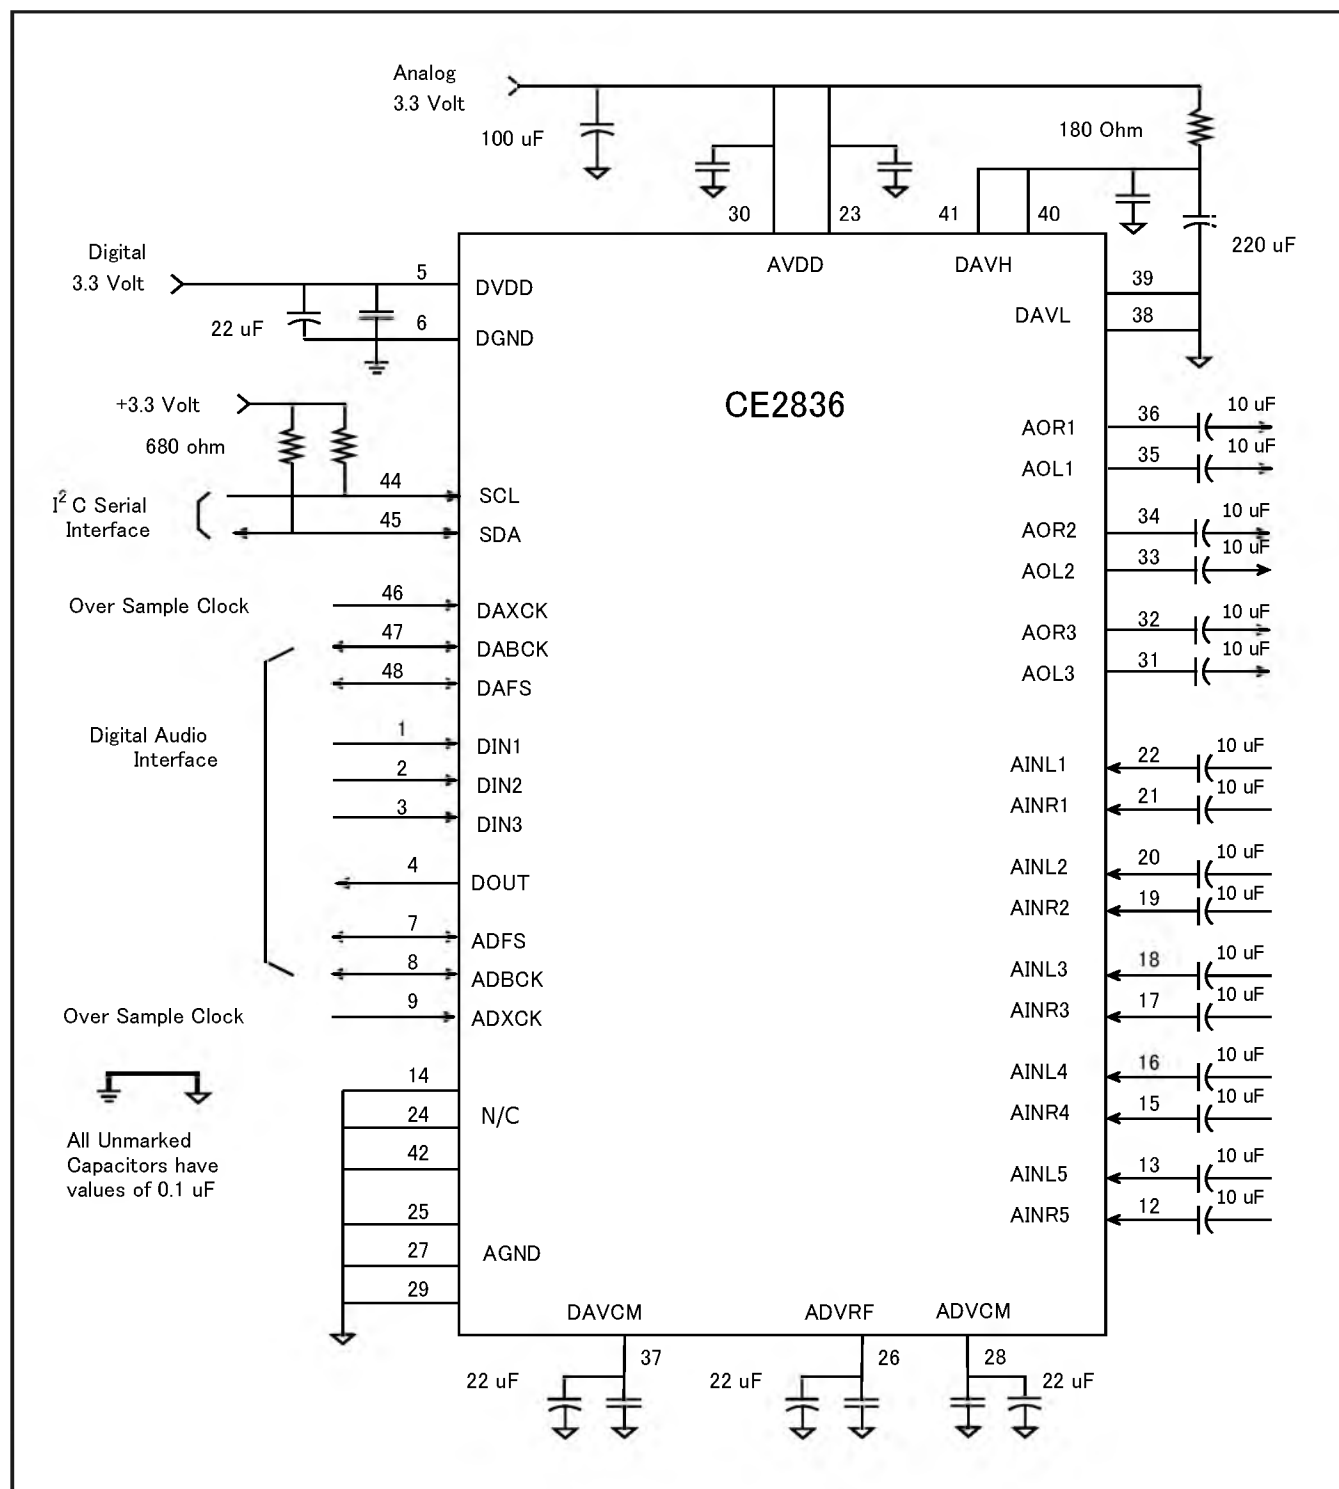 Analog
3.3 Volt
100 uF
180 Ohm
30
23
41
40
220 uF
Digital
3.3 Volt
5
22 uF
6
AVDD
DAVH
DVDD
DGND
39
DAVL
38
+3.3 Volt
680 ohm
CE2836
I2 C Serial
Interface
44
SCL
45
SDA
Over Sample Clock
46
DAXCK
47
DABCK
48
DAFS
Digital Audio
Interface
1
DIN1
2
DIN2
3
DIN3
4
DOUT
7
ADFS
8
ADBCK
Over Sample Clock
9
ADXCK
AOR1
36
10 uF
AOL1
35
10 uF
AOR2
34
10 uF
AOL2
33
10 uF
AOR3
32
10 uF
AOL3
31
10 uF
AINL1
22
10 uF
AINR1
21
10 uF
AINL2
20
10 uF
AINR2
19
10 uF
AINL3
18
10 uF
AINR3
17
10 uF
AINL4
16
10 uF
AINR4
15
10 uF
AINL5
13
10 uF
AINR5
12
10 uF
All Unmarked
Capacitors have
values of 0.1 uF
14
24
N/C
42
25
27
AGND
29
DAVCM
ADVRF
ADVCM
37
26
28
22 uF
22 uF
22 uF